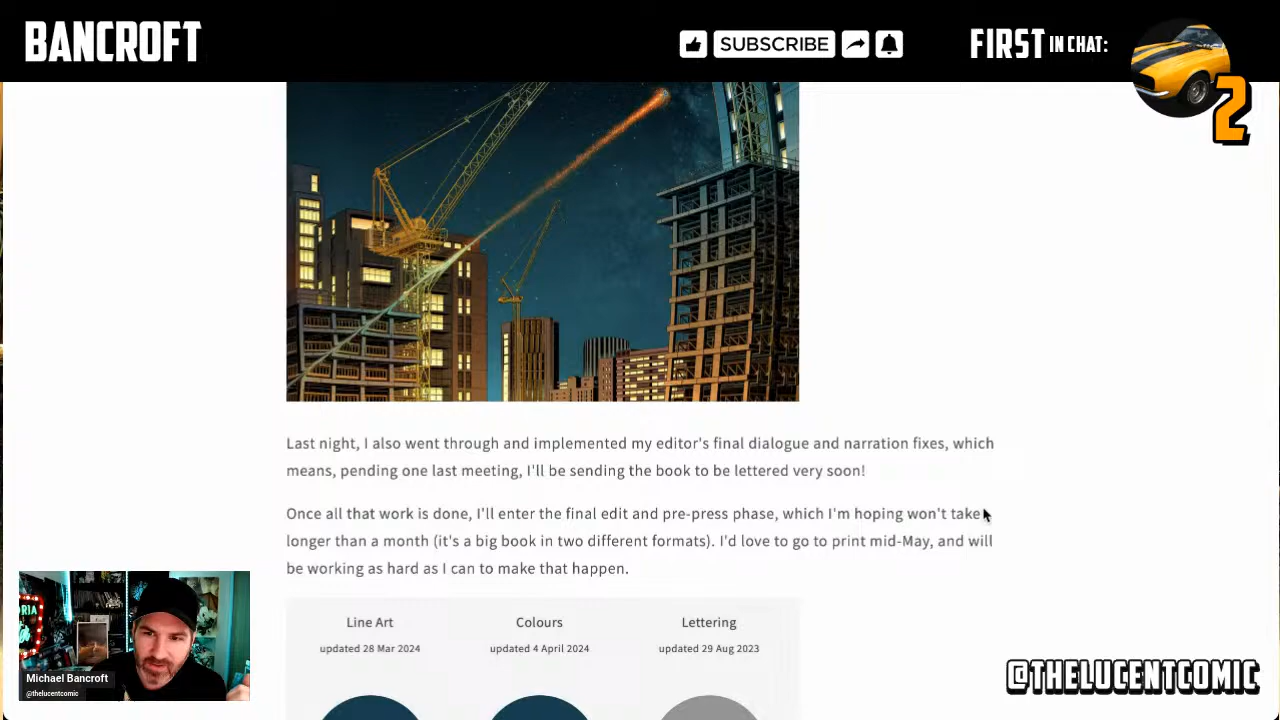 BANCROFT
SUBSCRIBE
FIRST IN CHAT:
2
Last night, I also went through and implemented my editor's final dialogue and narration fixes, which
means, pending one last meeting, I'll be sending the book to be lettered very soon!
Once all that work is done, I'll enter the final edit and pre-press phase, which I'm hoping won't take
longer than a month (it's a big book in two different formats). I'd love to go to print mid-May, and will
be working as hard as I can to make that happen.
Line Art
Colours
Lettering
updated 28 Mar 2024
updated 4 April 2024
updated 29 Aug 2023
RIA
Michael Bancroft
@thelucentcomic
@THELUCENTCOMIC